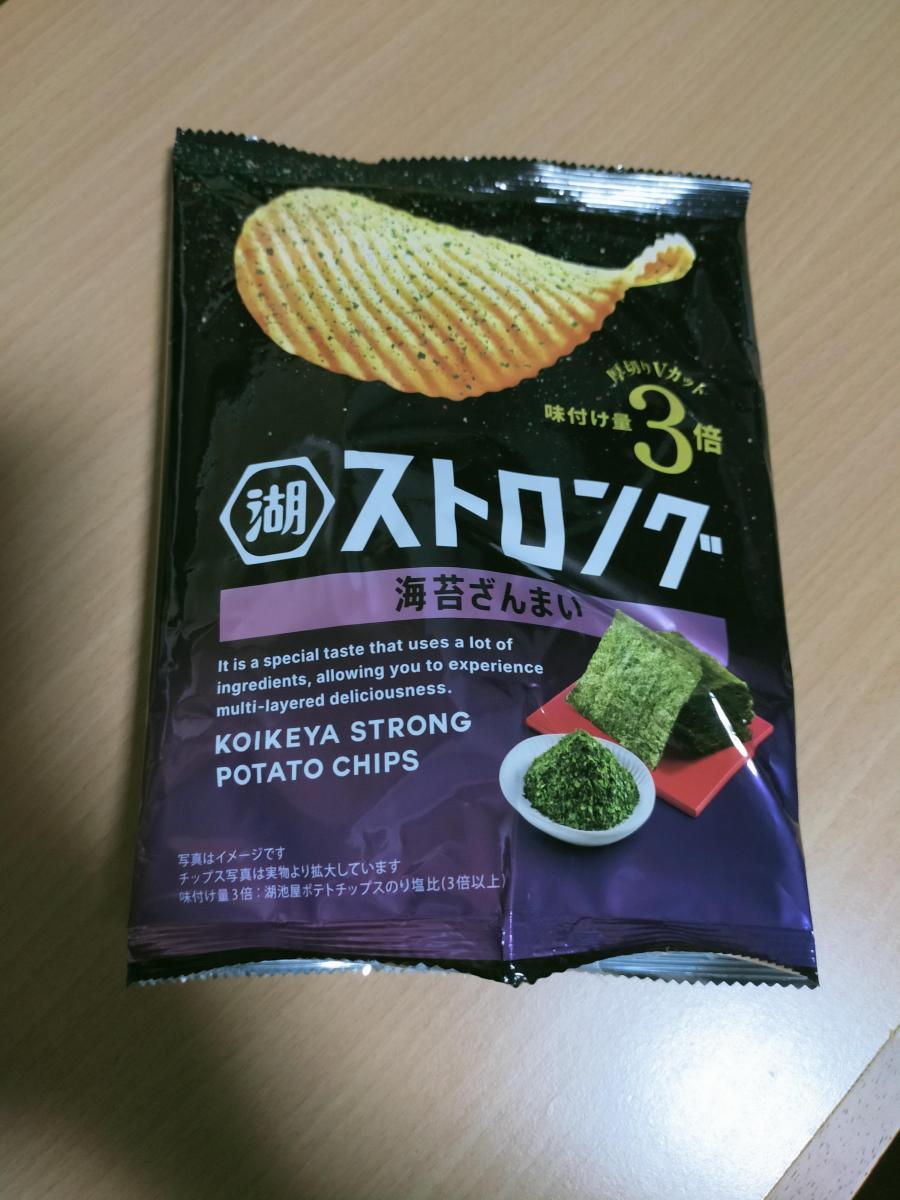 厚切りVカット
味付け量3倍
湖 ストロング
海苔ざんまい
It is a special taste that uses a lot of
ingredients, allowing you to experience
multi-layered deliciousness.
KOIKEYA STRONG
POTATO CHIPS
写真はイメージです
チップス写真は実物より拡大しています
味付け量3倍：湖池屋ポテトチップスのり塩比(3倍以上)